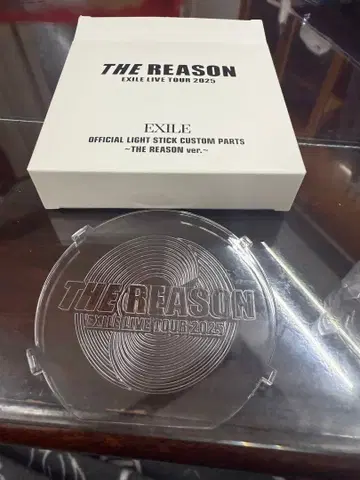 THE REASON
EXILE LIVE TOUR 2025
EXILE
OFFICIAL LIGHT STICK CUSTOM PARTS
~THE REASON ver.~
THE REASON
EXILE LIVE TOUR 2025